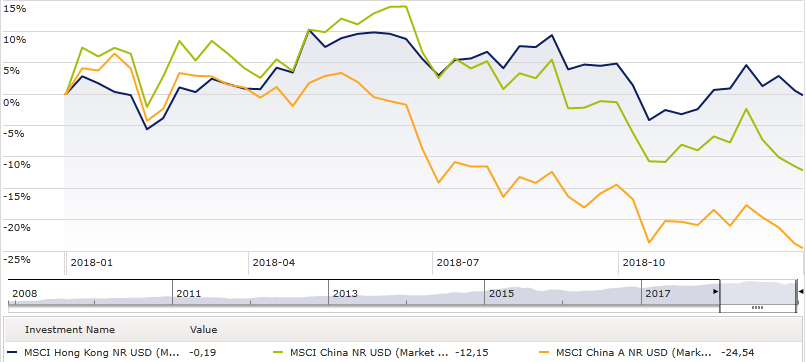 15%
10%
5%
0%
-5%
-10%
-15%
-20%
-25%
2018-01 2018-04 2018-07 2018-10
2008 2011 2013 2015 2017
Investment Name Value
MSCI Hong Kong NR USD (M... -0,19 MSCI China NR USD (Market ... -12,15 MSCI China A NR USD (Mark... -24,54